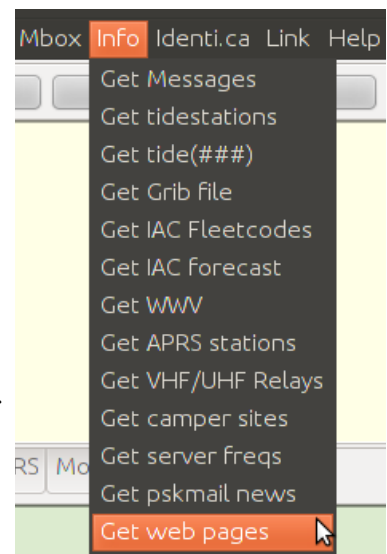 Mbox Info Identi.ca Link Help
Get Messages
Get tidestations
Get tide(###)
Get Grib file
Get IAC Fleetcodes
Get IAC forecast
Get WWV
Get APRS stations
Get VHF/UHF Relays
Get camper sites
RS Mo
Get server freqs
Get pskmail news
Get web pages